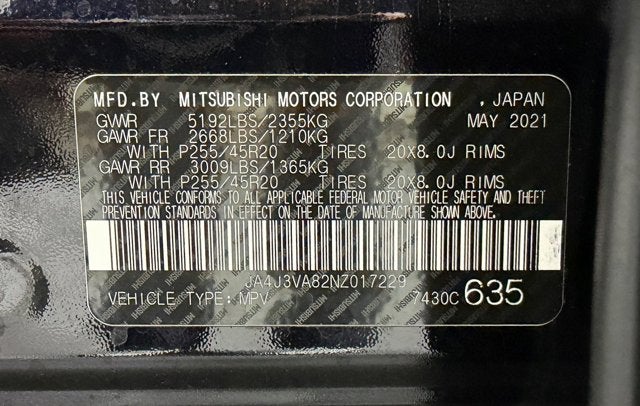 MFD.BY MITSUBISHI MOTORS CORPORATION , JAPAN
GVWR 5192LBS/2355KG MAY 2021
GAWR FR 2668LBS/1210KG
WITH P255/45R20 TIRES 20X8.0J RIMS
GAWR RR 3009LBS/1365KG
WITH P255/45R20 TIRES 20X8.0J RIMS
THIS VEHICLE CONFORMS TO ALL APPLICABLE FEDERAL MOTOR VEHICLE SAFETY AND THEFT
PREVENTION STANDARDS IN EFFECT ON THE DATE OF MANUFACTURE SHOWN ABOVE.
JA4J3VA82NZ017229
VEHICLE TYPE:MPV 7430C 635